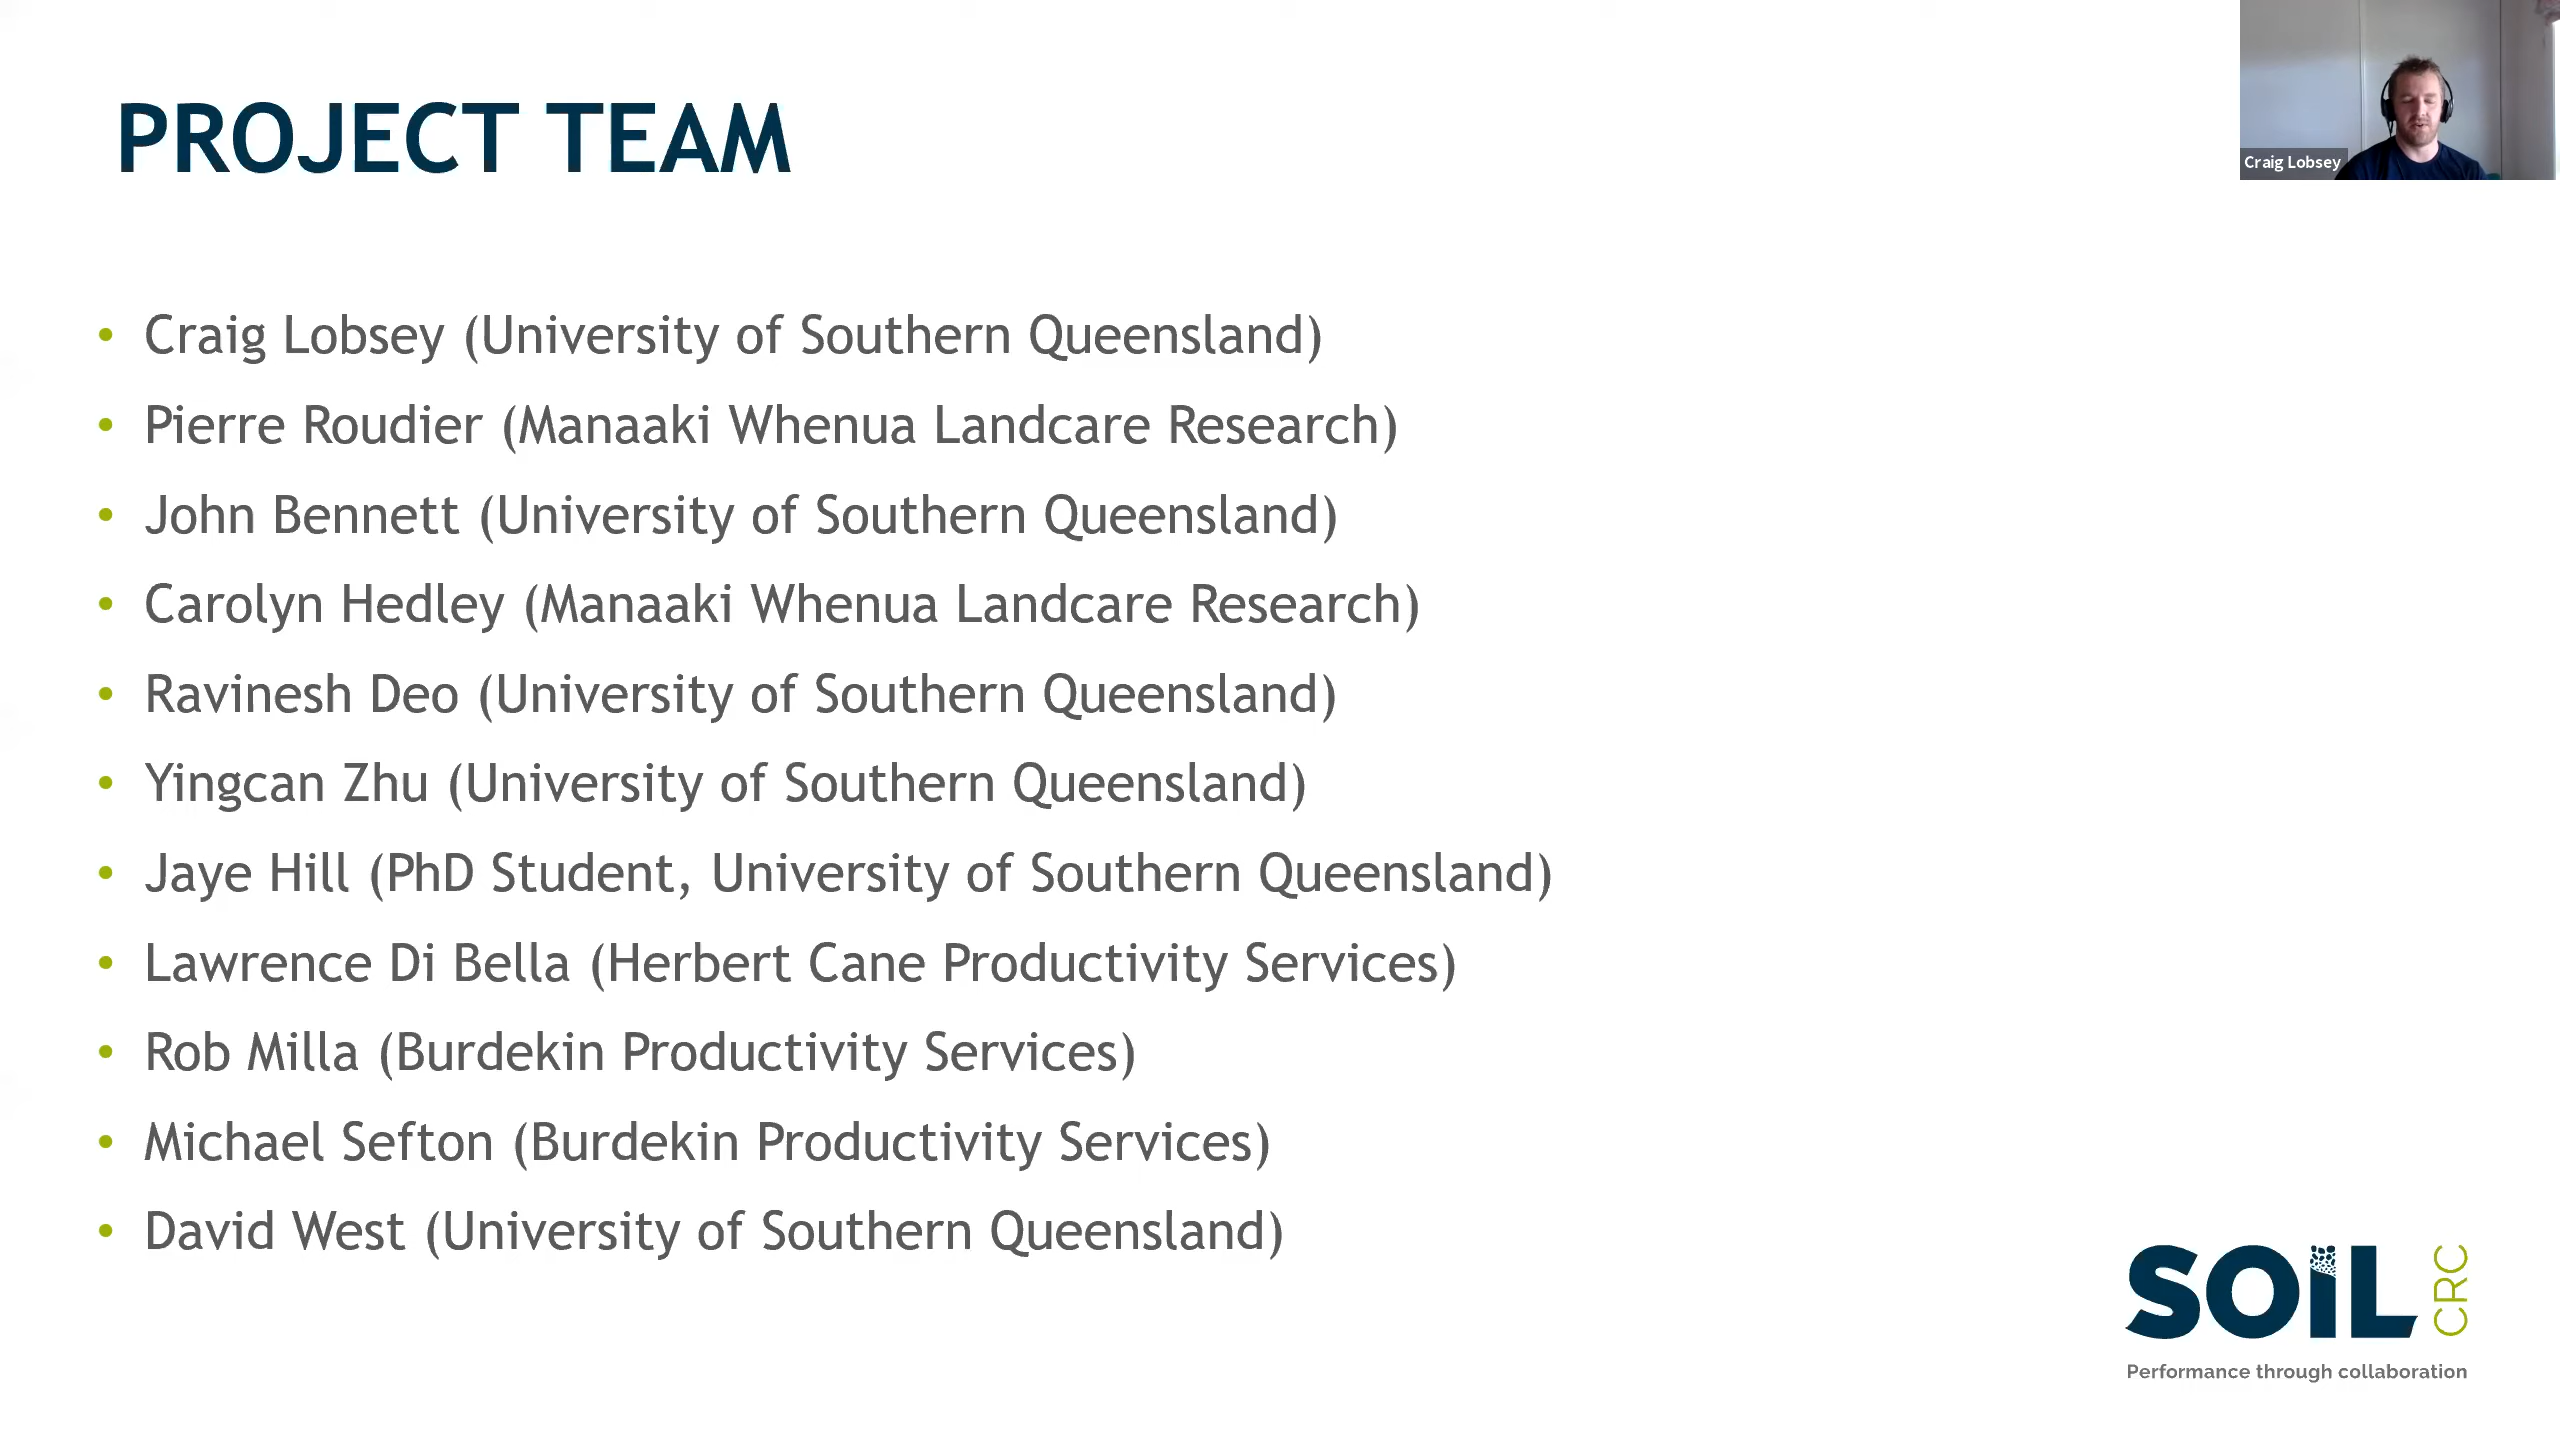 PROJECT TEAM
Craig Lobsey
• Craig Lobsey (University of Southern Queensland)
• Pierre Roudier (Manaaki Whenua Landcare Research)
• John Bennett (University of Southern Queensland)
• Carolyn Hedley (Manaaki Whenua Landcare Research)
• Ravinesh Deo (University of Southern Queensland)
• Yingcan Zhu (University of Southern Queensland)
• Jaye Hill (PhD Student, University of Southern Queensland)
• Lawrence Di Bella (Herbert Cane Productivity Services)
• Rob Milla (Burdekin Productivity Services)
• Michael Sefton (Burdekin Productivity Services)
• David West (University of Southern Queensland)
SOiL CRC
Performance through collaboration